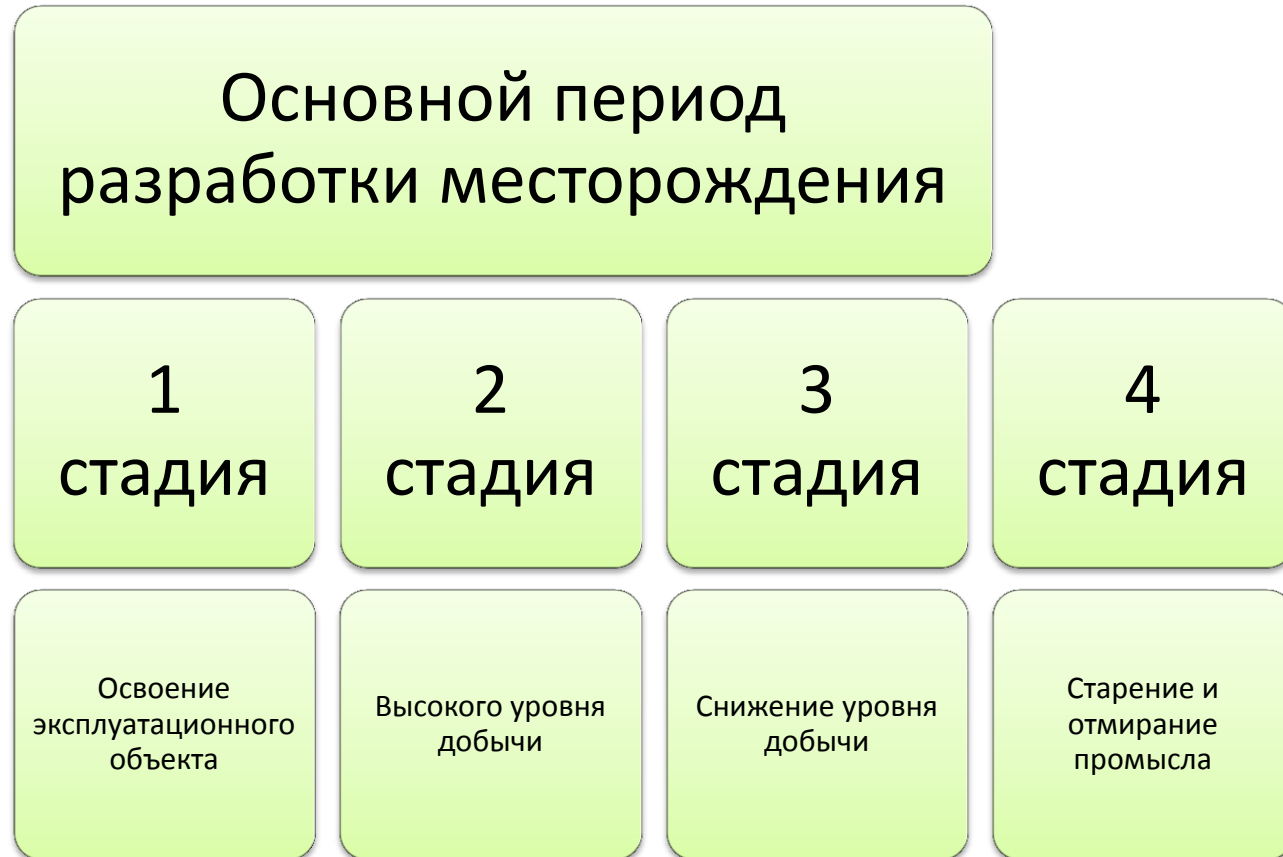 Основной период
разработки месторождения
1
стадия
2
стадия
3
стадия
4
стадия
Освоение
эксплуатационного
объекта
Высокого уровня
добычи
Снижение уровня
добычи
Старение и
отмирание
промысла